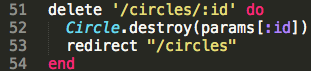 51 delete '/circles/:id' do
52   Circle.destroy(params[:id])
53   redirect "/circles"
54 end